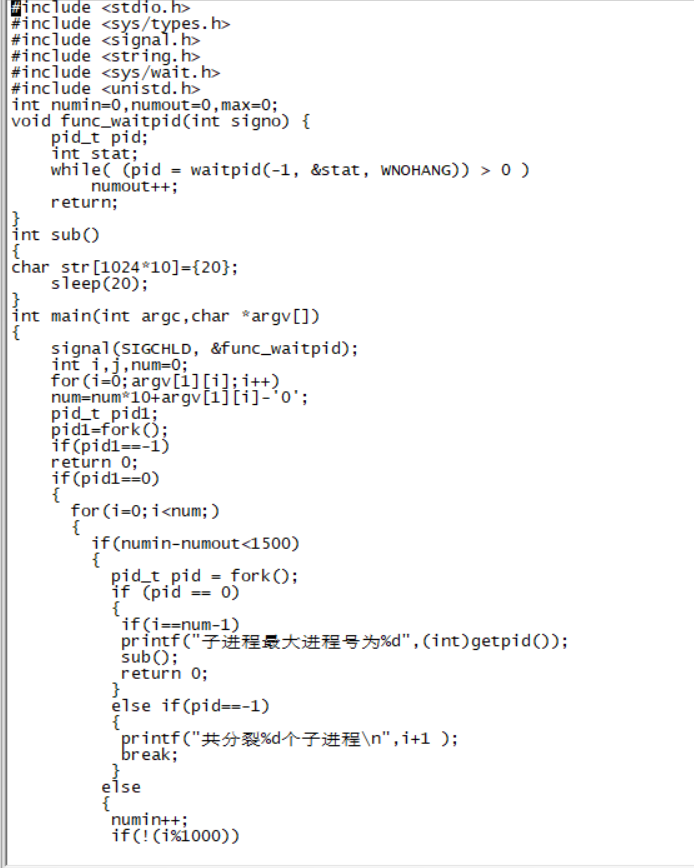 #include <stdio.h>
#include <sys/types.h>
#include <signal.h>
#include <string.h>
#include <sys/wait.h>
#include <unistd.h>
int numin=0,numout=0,max=0;
void func_waitpid(int signo) {
    pid_t pid;
    int stat;
    while( (pid = waitpid(-1, &stat, WNOHANG)) > 0 )
        numout++;
    return;
}
int sub()
{
char str[1024*10]={20};
    sleep(20);
}
int main(int argc,char *argv[])
{
    signal(SIGCHLD, &func_waitpid);
    int i,j,num=0;
    for(i=0;argv[1][i];i++)
    num=num*10+argv[1][i]-'0';
    pid_t pid1;
    pid1=fork();
    if(pid1==-1)
    return 0;
    if(pid1==0)
    {
      for(i=0;i<num;)
      {
        if(numin-numout<1500)
        {
          pid_t pid = fork();
          if (pid == 0)
          {
           if(i==num-1)
           printf("子进程最大进程号为%d",(int)getpid());
           sub();
           return 0;
          }
          else if(pid==-1)
          {
           printf("共分裂%d个子进程\n",i+1 );
           break;
          }
         else
         {
          numin++;
          if(!(i%1000))